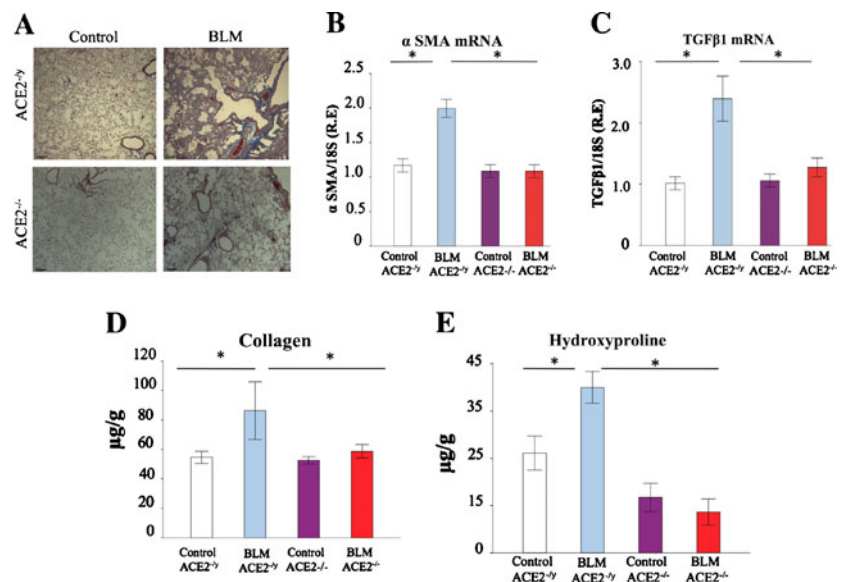 A
Control
BLM
ACE2⁻/ʸ
ACE2⁻/⁻
B
α SMA mRNA
*
*
α SMA/18S (R.E)
2.5
2.0
1.5
1.0
0.0
Control
ACE2⁻/ʸ
BLM
ACE2⁻/ʸ
Control
ACE2-/-
BLM
ACE2⁻/⁻
C
TGFβ1 mRNA
*
*
TGFβ1/18S (R.E)
3.0
2.0
1.0
0.0
Control
ACE2⁻/ʸ
BLM
ACE2⁻/ʸ
Control
ACE2-/-
BLM
ACE2⁻/⁻
D
Collagen
*
*
µg/g
120
100
80
60
40
20
0
Control
ACE2⁻/ʸ
BLM
ACE2⁻/ʸ
Control
ACE2-/-
BLM
ACE2⁻/⁻
E
Hydroxyproline
*
*
µg/g
45
35
25
15
0
Control
ACE2⁻/ʸ
BLM
ACE2⁻/ʸ
Control
ACE2⁻/⁻
BLM
ACE2⁻/⁻